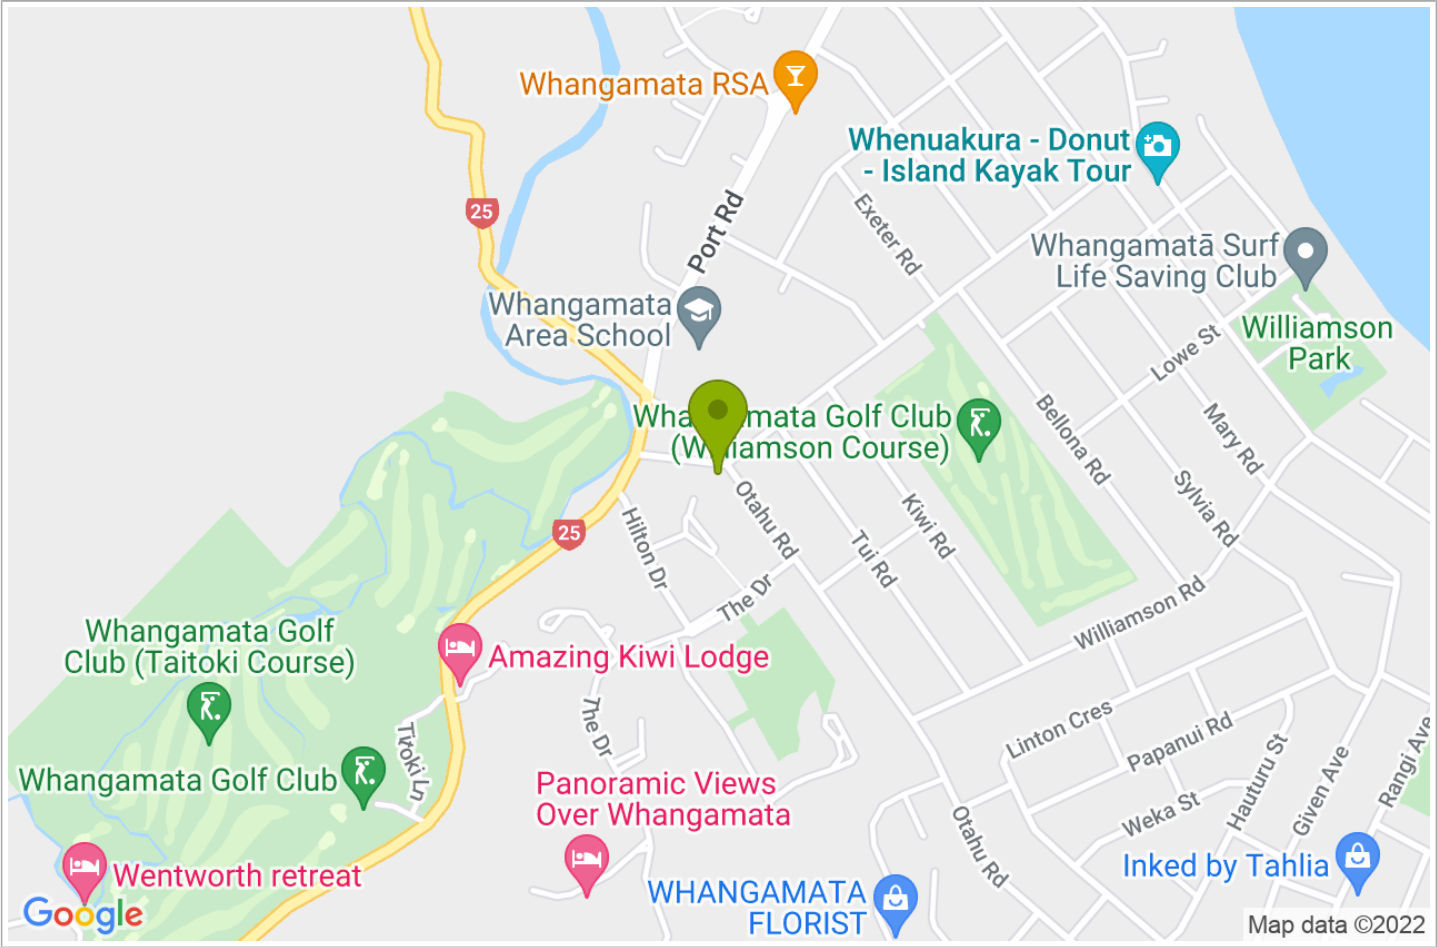 Whangamata RSA
Whenuakura - Donut
- Island Kayak Tour
25
Port Rd
Exeter Rd
Whangamatā Surf
Life Saving Club
Whangamata
Area School
Williamson
Park
Lowe St
Whangamata Golf Club
(Williamson Course)
Bellona Rd
Mary Rd
Sylvia Rd
Otahu Rd
Kiwi Rd
Tui Rd
25
Hilton Dr
The Dr
Williamson Rd
Whangamata Golf
Club (Taitoki Course)
Amazing Kiwi Lodge
The Dr
Titoki Ln
Linton Cres
Papanui Rd
Whangamata Golf Club
Panoramic Views
Over Whangamata
Weka St
Hauturu St
Given Ave
Rangi Ave
Otahu Rd
Wentworth retreat
WHANGAMATA
FLORIST
Inked by Tahlia
Google
Map data ©2022